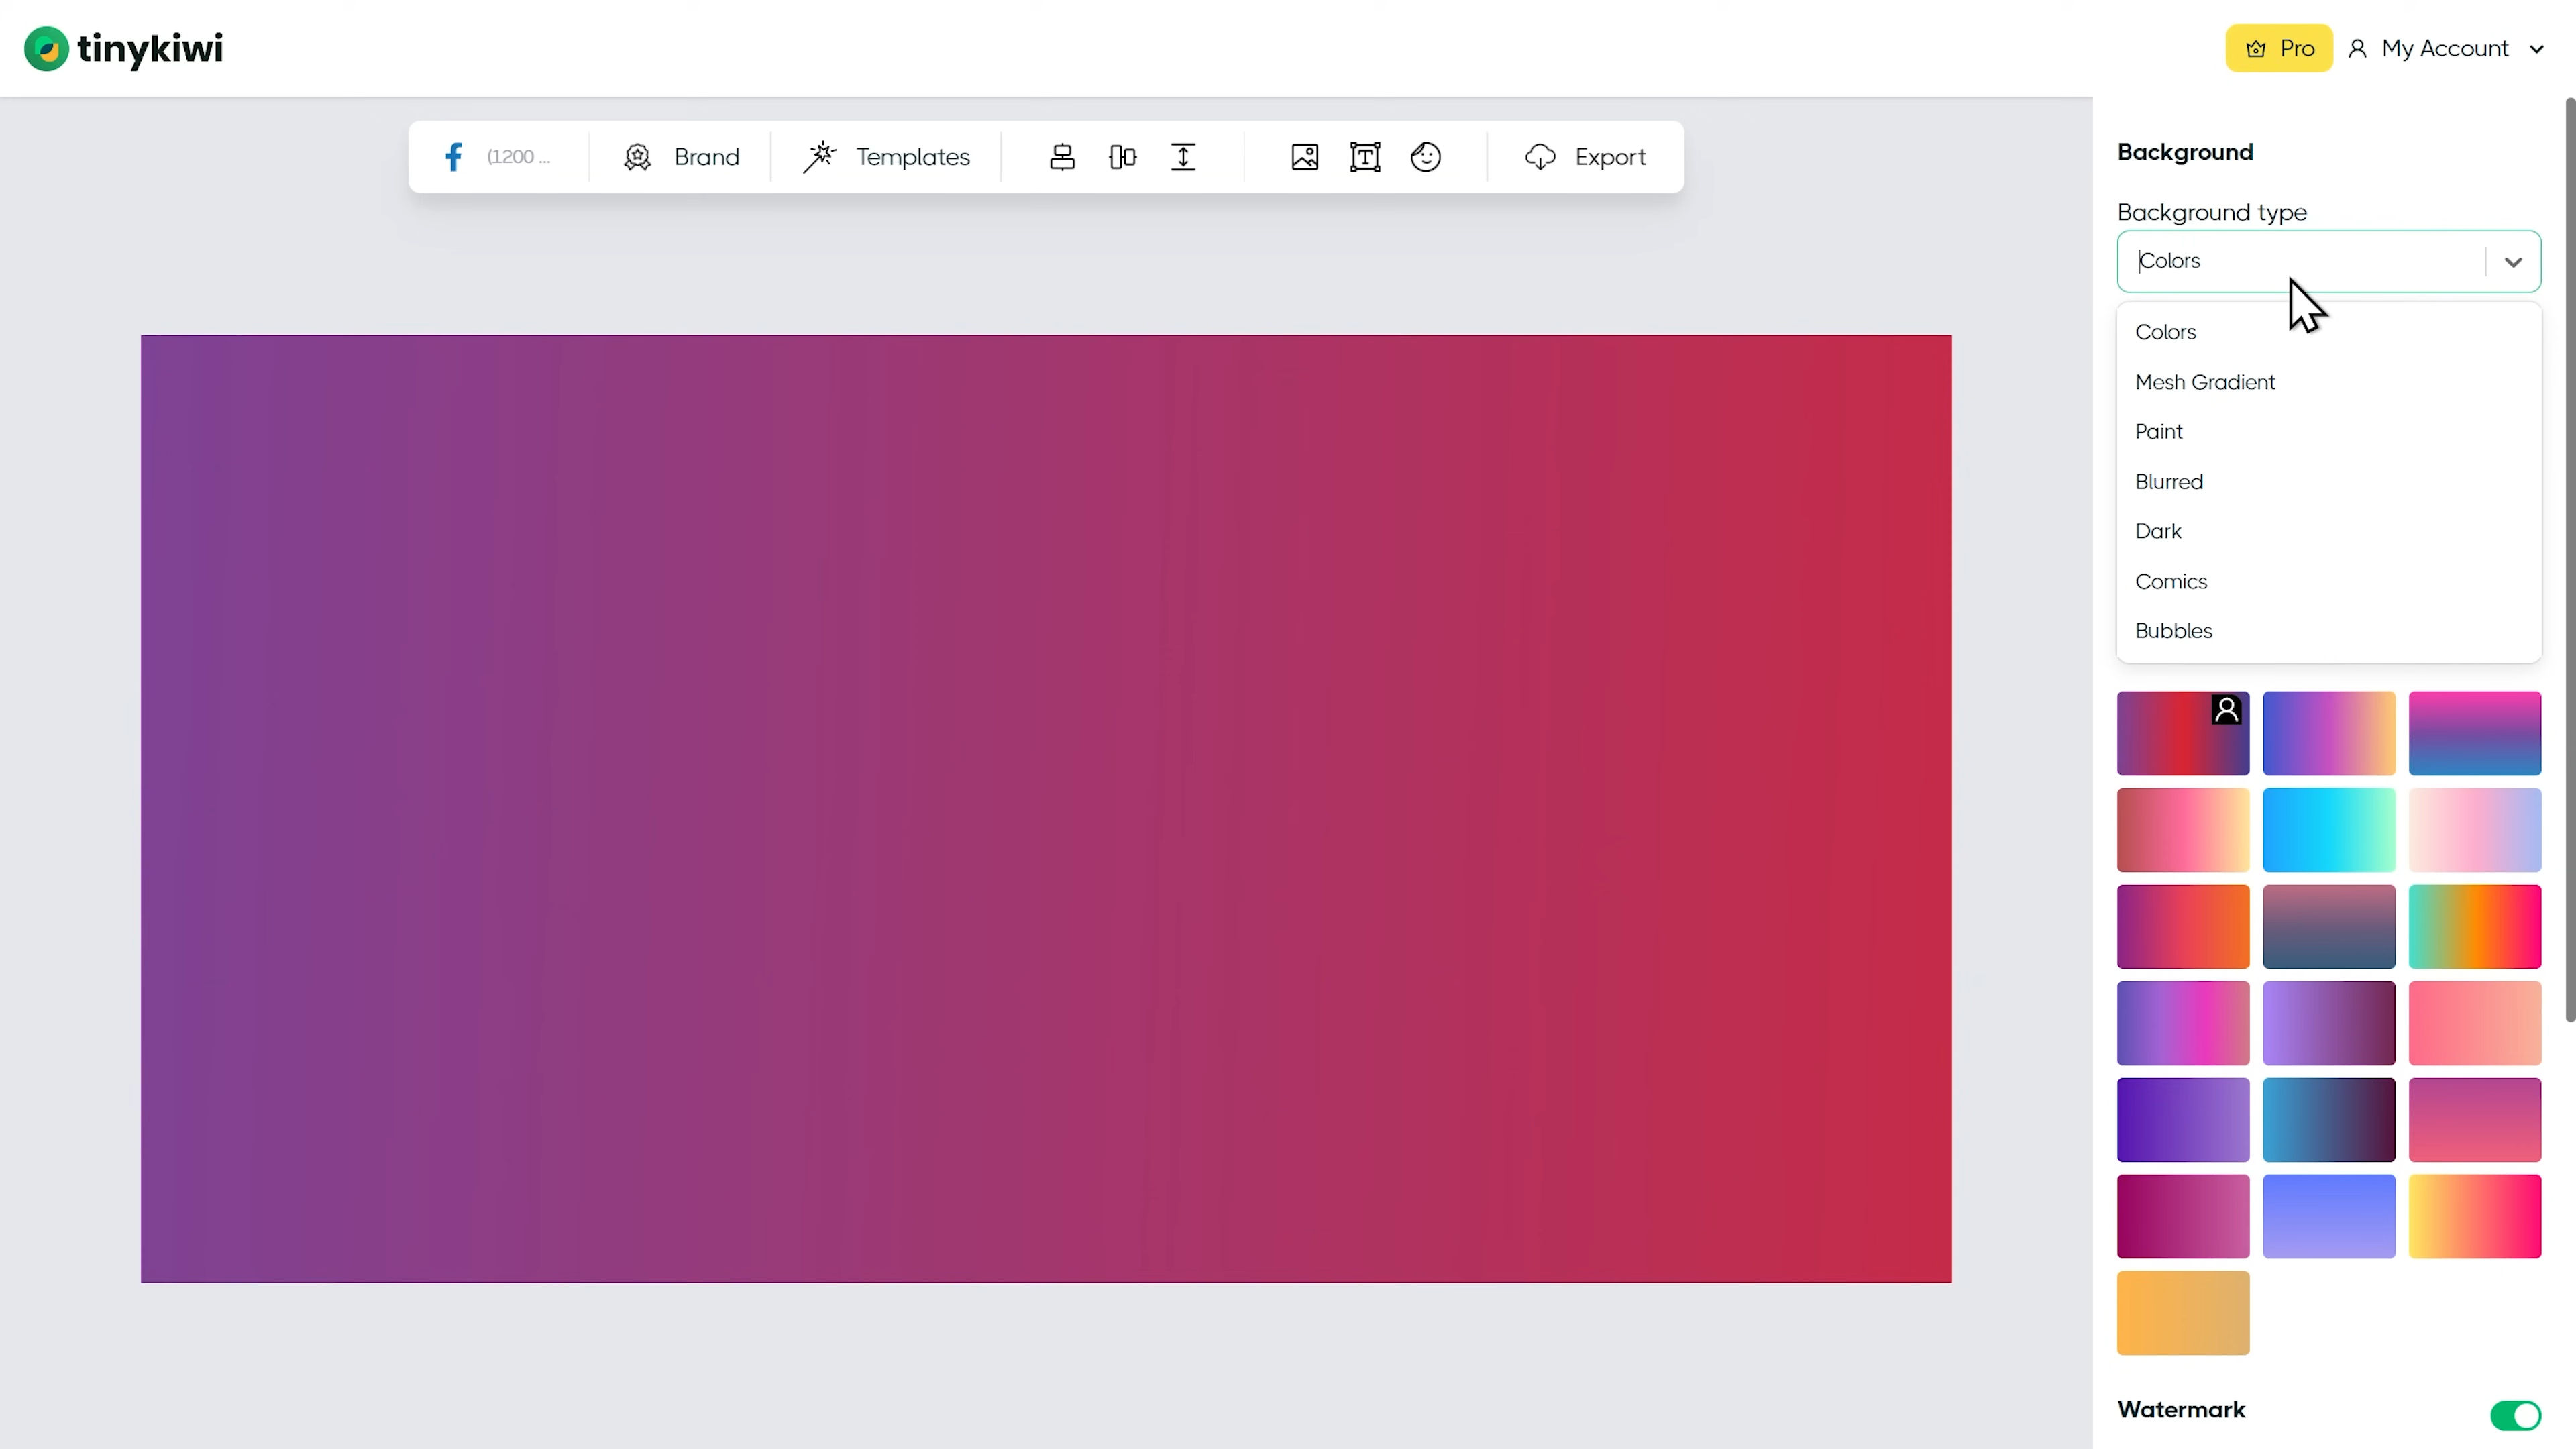 tinykiwi
Pro
My Account
(1200 ...
Brand
Templates
Export
Background
Background type
Colors
Colors
Mesh Gradient
Paint
Blurred
Dark
Comics
Bubbles
Watermark